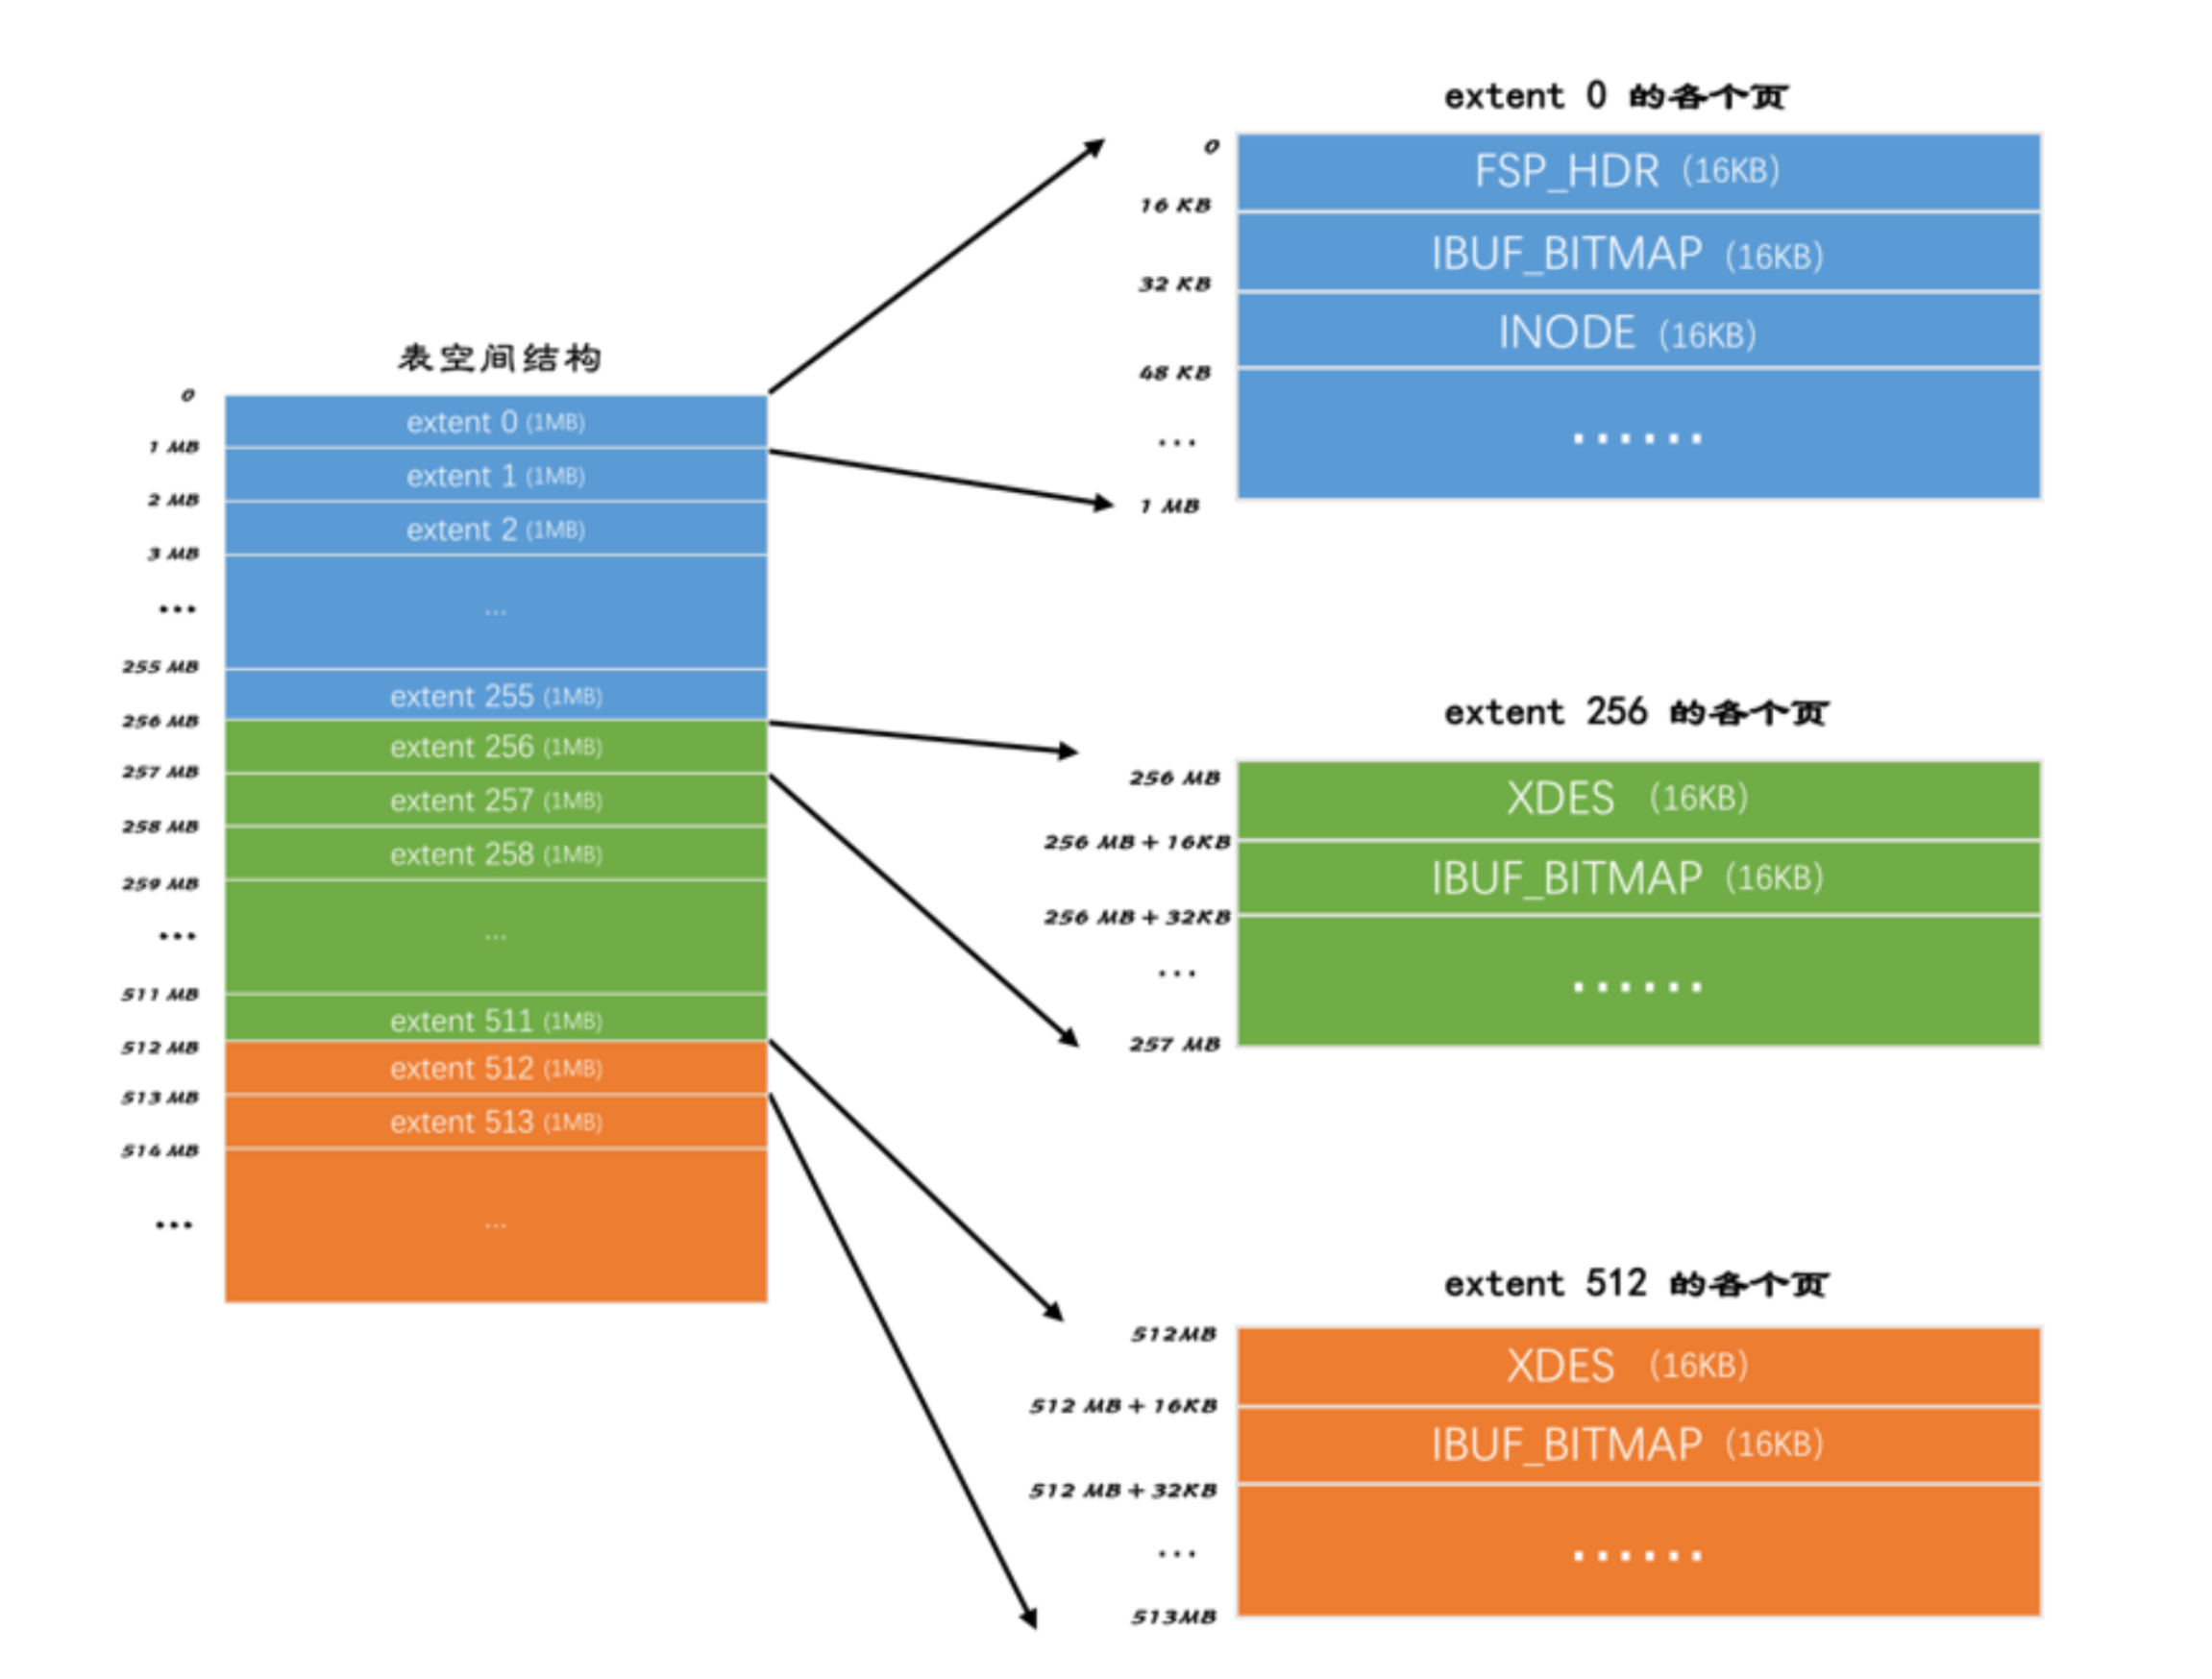 表空间结构
0
extent 0 (1MB)
1 MB
extent 1 (1MB)
2 MB
extent 2 (1MB)
3 MB
...
...
255 MB
extent 255 (1MB)
256 MB
extent 256 (1MB)
257 MB
extent 257 (1MB)
258 MB
extent 258 (1MB)
259 MB
...
...
511 MB
extent 511 (1MB)
512 MB
extent 512 (1MB)
513 MB
extent 513 (1MB)
514 MB
...
...
extent 0 的各个页
0
FSP_HDR (16KB)
16 KB
IBUF_BITMAP (16KB)
32 KB
INODE (16KB)
48 KB
...
......
1 MB
extent 256 的各个页
256 MB
XDES (16KB)
256 MB + 16KB
IBUF_BITMAP (16KB)
256 MB + 32KB
...
......
257 MB
extent 512 的各个页
512MB
XDES (16KB)
512 MB + 16KB
IBUF_BITMAP (16KB)
512 MB + 32KB
...
......
513MB